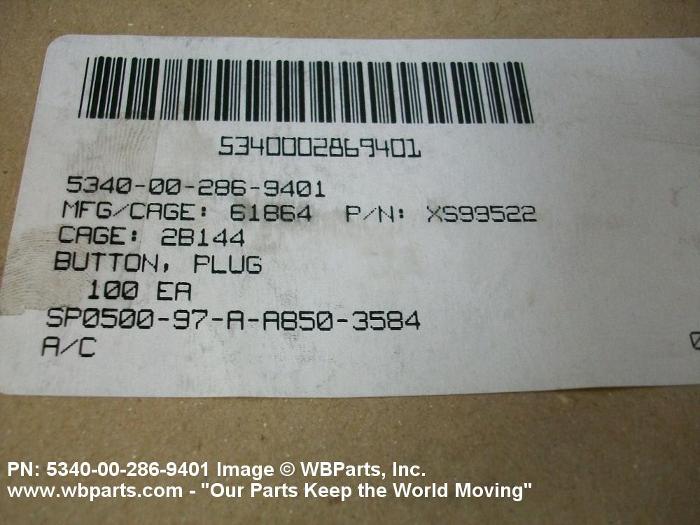 5340002869401
5340-00-286-9401
MFG/CAGE: 61864 P/N: XS99522
CAGE: 2B144
BUTTON, PLUG
100 EA
SP0500-97-A-A850-3584
A/C
PN: 5340-00-286-9401 Image © WBParts, Inc.
www.wbparts.com - "Our Parts Keep the World Moving"